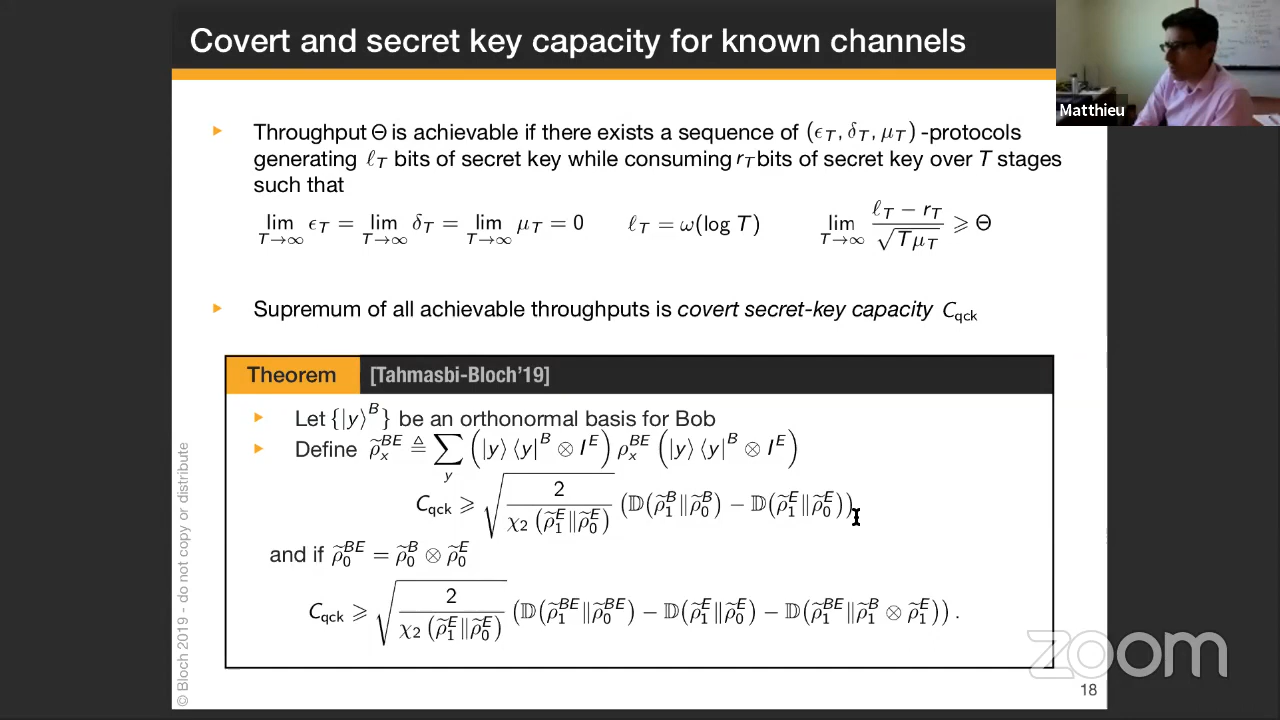 Covert and secret key capacity for known channels
Matthieu
▸ Throughput Θ is achievable if there exists a sequence of (ϵ_T, δ_T, μ_T)-protocols
generating ℓ_T bits of secret key while consuming r_T bits of secret key over T stages
such that
lim_{T→∞} ϵ_T = lim_{T→∞} δ_T = lim_{T→∞} μ_T = 0    ℓ_T = ω(log T)    lim_{T→∞} (ℓ_T − r_T)/√(Tμ_T) ⩾ Θ
▸ Supremum of all achievable throughputs is covert secret-key capacity C_qck
Theorem [Tahmasbi-Bloch'19]
▸ Let {|y⟩^B} be an orthonormal basis for Bob
▸ Define ρ̃_x^{BE} ≜ ∑_y (|y⟩⟨y|^B ⊗ I^E) ρ_x^{BE} (|y⟩⟨y|^B ⊗ I^E)
C_qck ⩾ √(2/χ₂(ρ̃_1^E‖ρ̃_0^E)) (𝔻(ρ̃_1^B‖ρ̃_0^B) − 𝔻(ρ̃_1^E‖ρ̃_0^E)),
and if ρ̃_0^{BE} = ρ̃_0^B ⊗ ρ̃_0^E
C_qck ⩾ √(2/χ₂(ρ̃_1^E‖ρ̃_0^E)) (𝔻(ρ̃_1^{BE}‖ρ̃_0^{BE}) − 𝔻(ρ̃_1^E‖ρ̃_0^E) − 𝔻(ρ̃_1^{BE}‖ρ̃_1^B ⊗ ρ̃_1^E)).
© Bloch 2019 - do not copy or distribute
zoom
18